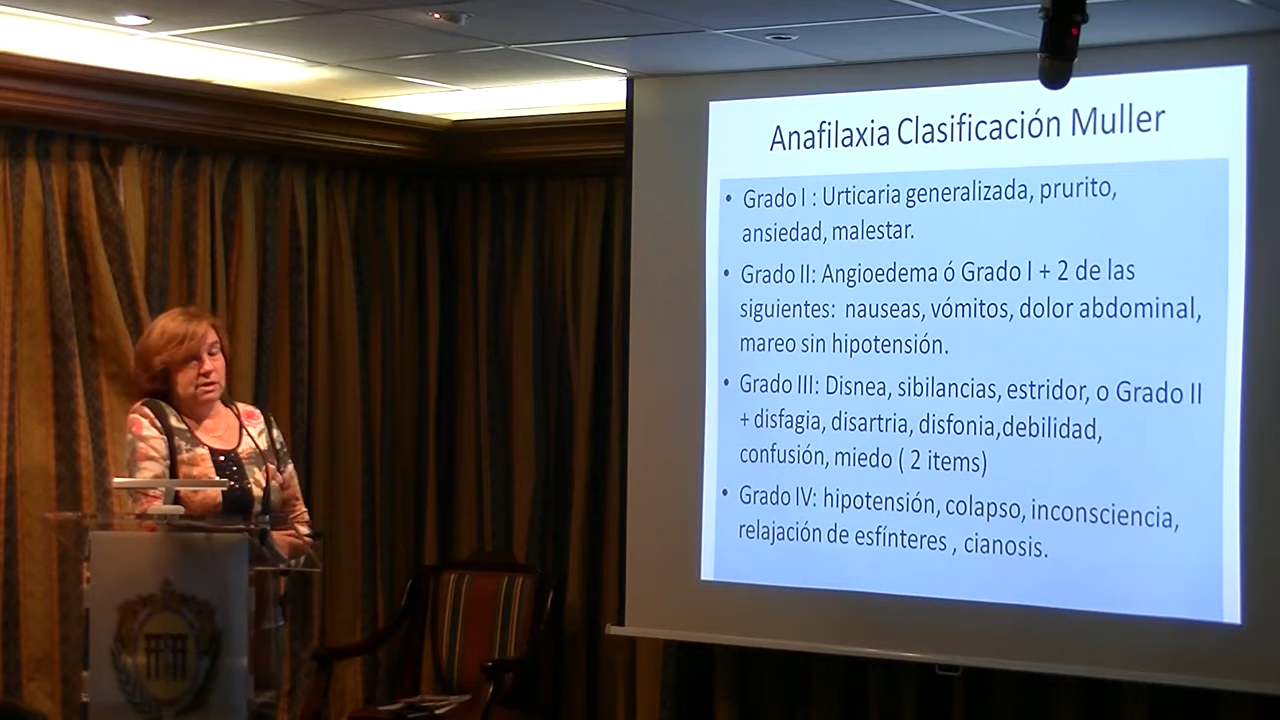 Anafilaxia Clasificación Muller
• Grado I : Urticaria generalizada, prurito,
ansiedad, malestar.
• Grado II: Angioedema ó Grado I + 2 de las
siguientes: nauseas, vómitos, dolor abdominal,
mareo sin hipotensión.
• Grado III: Disnea, sibilancias, estridor, o Grado II
+ disfagia, disartria, disfonia,debilidad,
confusión, miedo ( 2 items)
• Grado IV: hipotensión, colapso, inconsciencia,
relajación de esfínteres , cianosis.